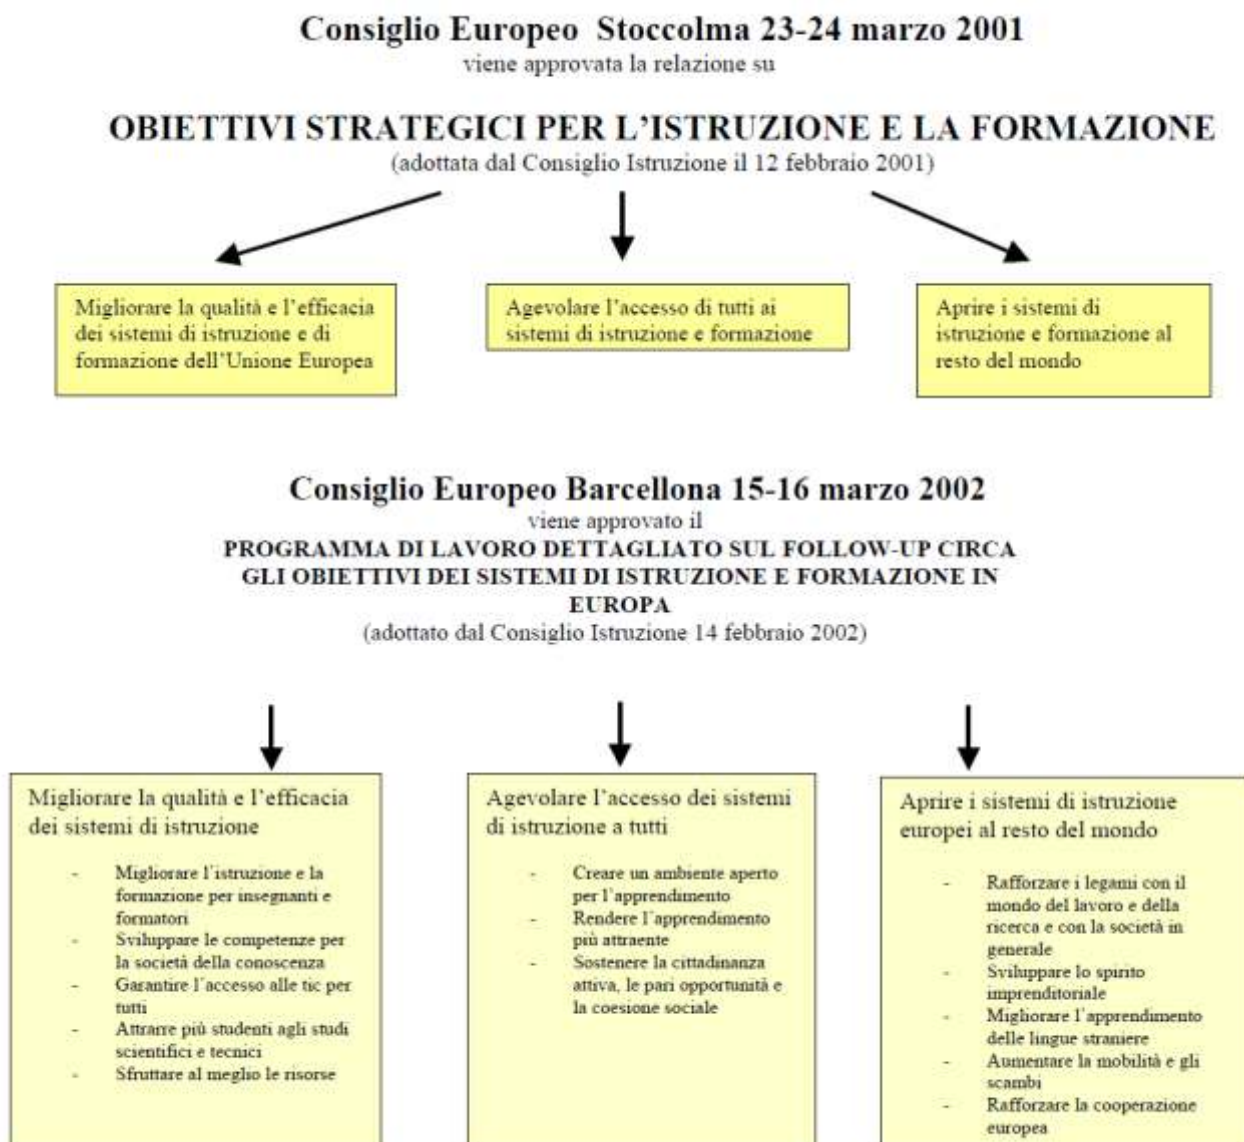 Consiglio Europeo Stoccolma 23-24 marzo 2001
viene approvata la relazione su
OBIETTIVI STRATEGICI PER L'ISTRUZIONE E LA FORMAZIONE
(adottata dal Consiglio Istruzione il 12 febbraio 2001)
Migliorare la qualità e l'efficacia
dei sistemi di istruzione e di
formazione dell'Unione Europea
Agevolare l'accesso di tutti ai
sistemi di istruzione e formazione
Aprire i sistemi di
istruzione e formazione al
resto del mondo
Consiglio Europeo Barcellona 15-16 marzo 2002
viene approvato il
PROGRAMMA DI LAVORO DETTAGLIATO SUL FOLLOW-UP CIRCA
GLI OBIETTIVI DEI SISTEMI DI ISTRUZIONE E FORMAZIONE IN
EUROPA
(adottato dal Consiglio Istruzione 14 febbraio 2002)
Migliorare la qualità e l'efficacia
dei sistemi di istruzione
- Migliorare l'istruzione e la
formazione per insegnanti e
formatori
- Sviluppare le competenze per
la società della conoscenza
- Garantire l'accesso alle tic per
tutti
- Attrarre più studenti agli studi
scientifici e tecnici
- Sfruttare al meglio le risorse
Agevolare l'accesso dei sistemi
di istruzione a tutti
- Creare un ambiente aperto
per l'apprendimento
- Rendere l'apprendimento
più attraente
- Sostenere la cittadinanza
attiva, le pari opportunità e
la coesione sociale
Aprire i sistemi di istruzione
europei al resto del mondo
- Rafforzare i legami con il
mondo del lavoro e della
ricerca e con la società in
generale
- Sviluppare lo spirito
imprenditoriale
- Migliorare l'apprendimento
delle lingue straniere
- Aumentare la mobilità e gli
scambi
- Rafforzare la cooperazione
europea